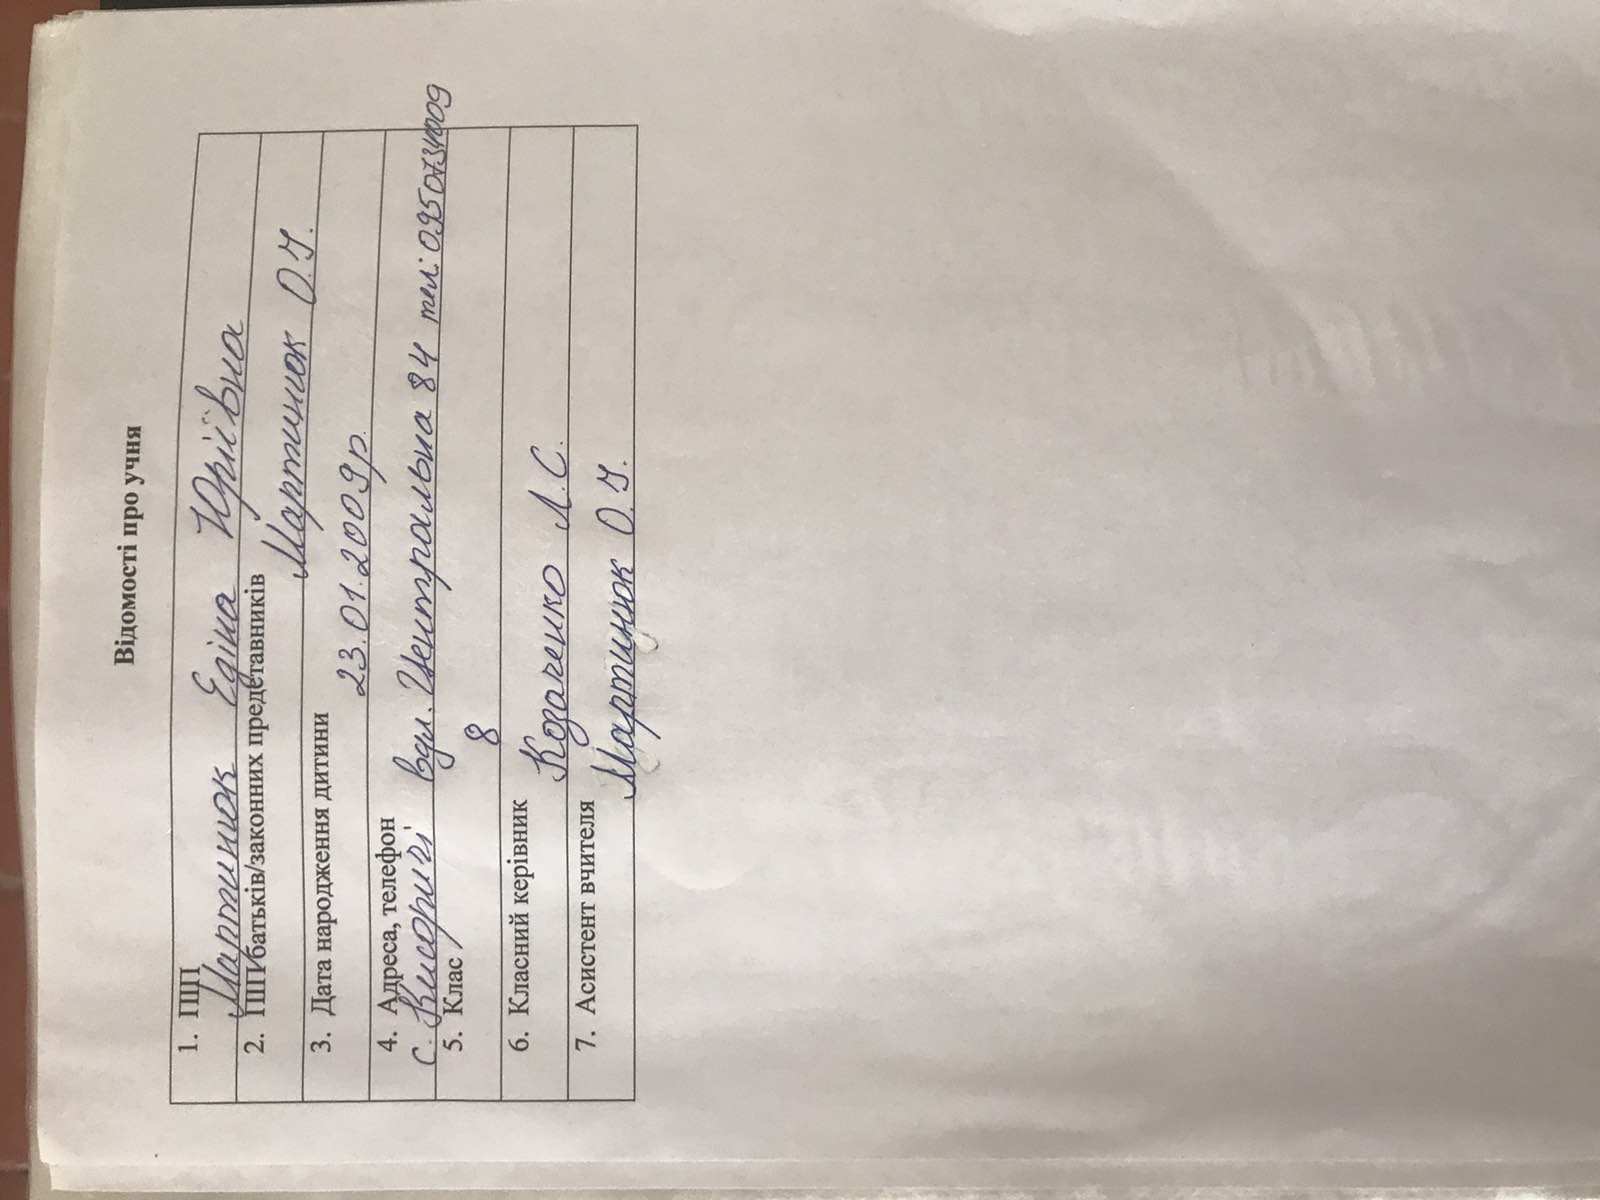 Відомості про учня
1. ПІП
Мартинюк Едіна Юріївна
2. ПІП батьків/законних представників
Мартинюк О.І.
3. Дата народження дитини
23.01.2009р.
4. Адреса, телефон
с. вул. Центральна 84 тел:
5. Клас 8
6. Класний керівник
Козаченко Л.С.
7. Асистент вчителя
Мартинюк О.І.